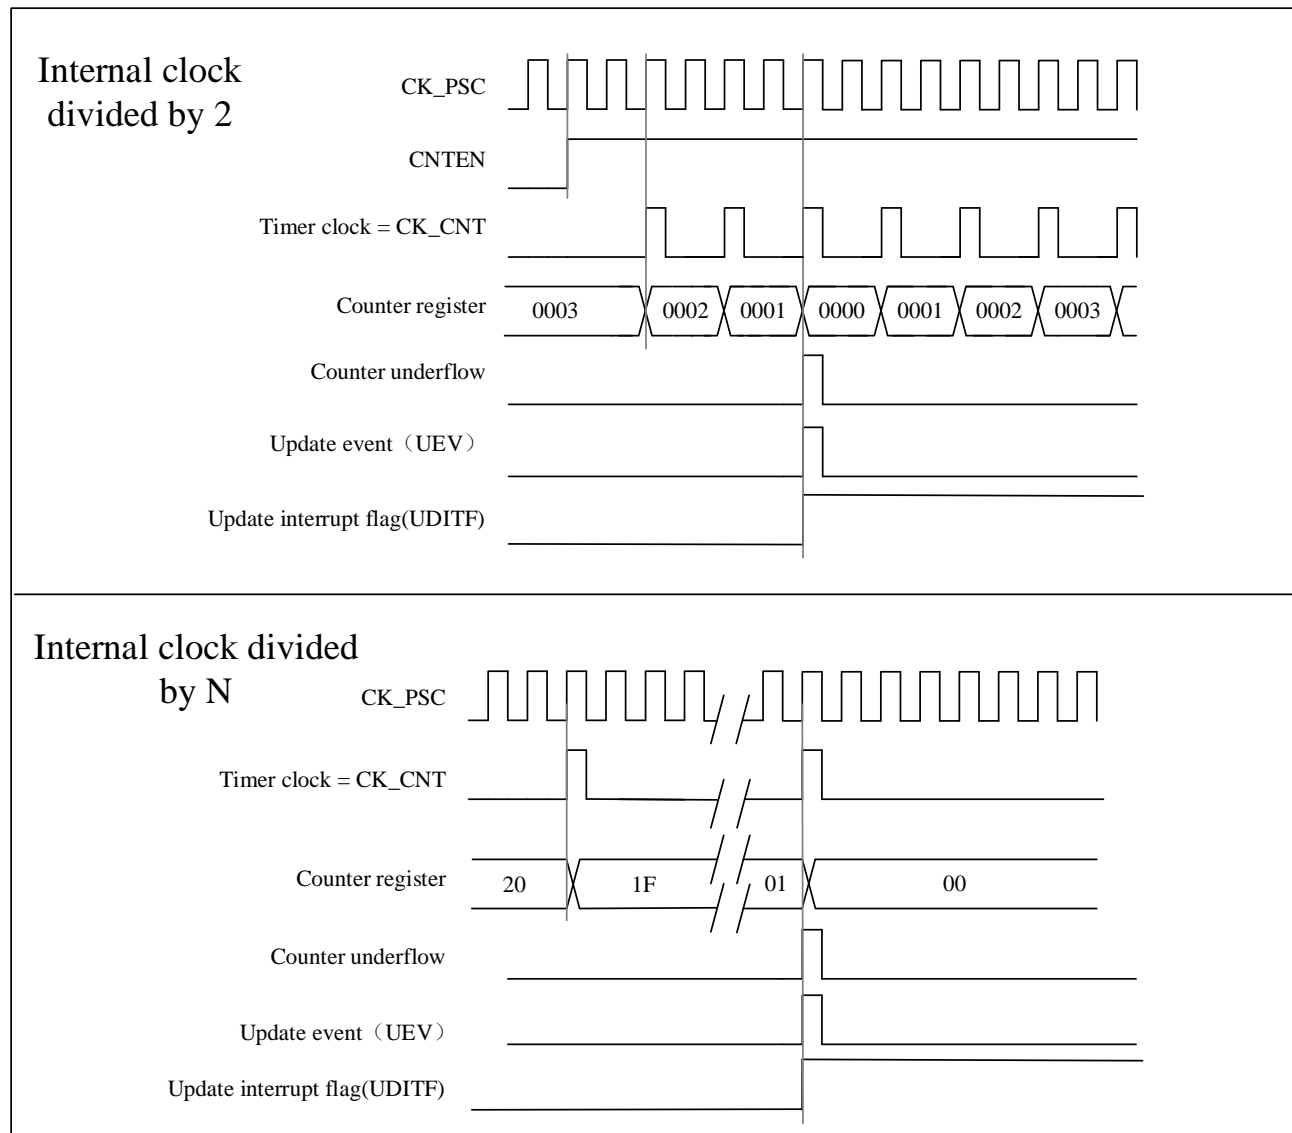 Internal clock
divided by 2
CK_PSC
CNTEN
Timer clock = CK_CNT
Counter register
0003 0002 0001 0000 0001 0002 0003
Counter underflow
Update event（UEV）
Update interrupt flag(UDITF)
Internal clock divided
by N
CK_PSC
Timer clock = CK_CNT
Counter register
20 1F 01 00
Counter underflow
Update event（UEV）
Update interrupt flag(UDITF)